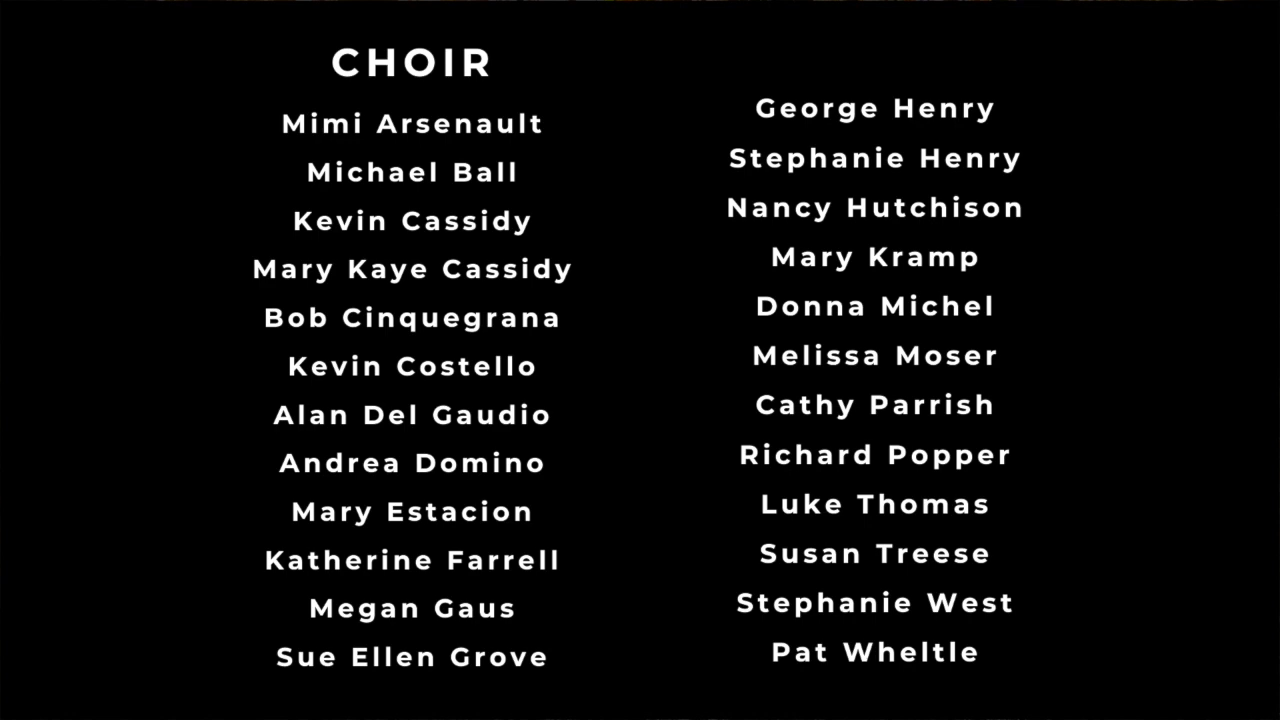 CHOIR
Mimi Arsenault
Michael Ball
Kevin Cassidy
Mary Kaye Cassidy
Bob Cinquegrana
Kevin Costello
Alan Del Gaudio
Andrea Domino
Mary Estacion
Katherine Farrell
Megan Gaus
Sue Ellen Grove
George Henry
Stephanie Henry
Nancy Hutchison
Mary Kramp
Donna Michel
Melissa Moser
Cathy Parrish
Richard Popper
Luke Thomas
Susan Treese
Stephanie West
Pat Wheltle